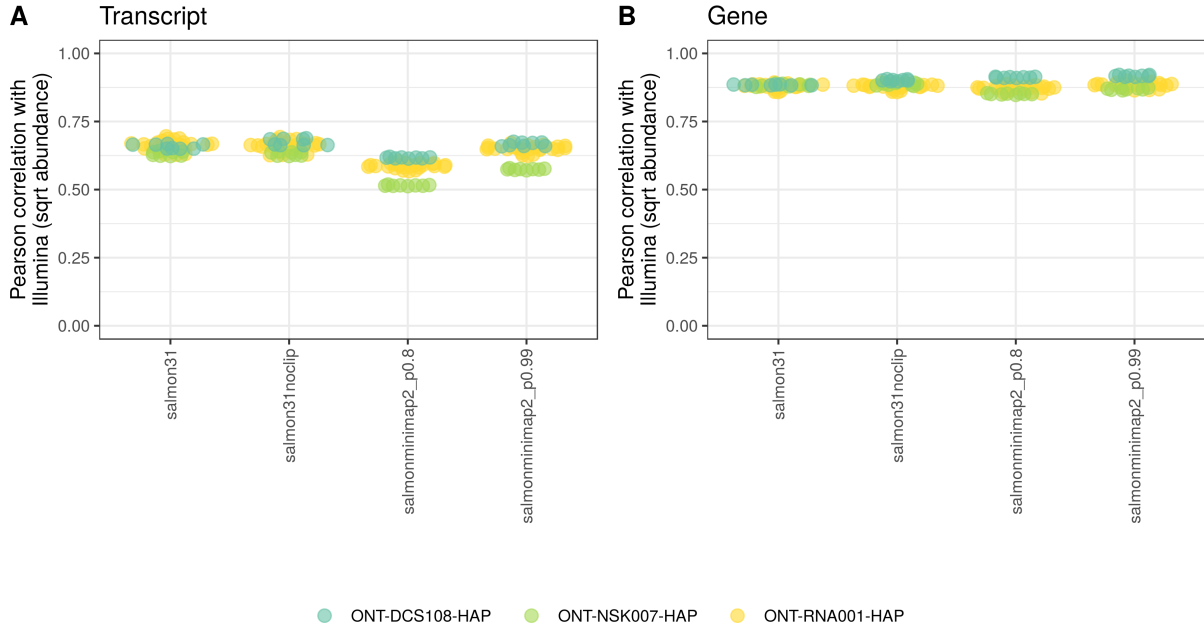 A
Transcript
Pearson correlation with
Illumina (sqrt abundance)
1.00
0.75
0.50
0.25
0.00
salmon31
salmon31noclip
salmonminimap2_p0.8
salmonminimap2_p0.99
B
Gene
Pearson correlation with
Illumina (sqrt abundance)
1.00
0.75
0.50
0.25
0.00
salmon31
salmon31noclip
salmonminimap2_p0.8
salmonminimap2_p0.99
ONT-DCS108-HAP ONT-NSK007-HAP ONT-RNA001-HAP